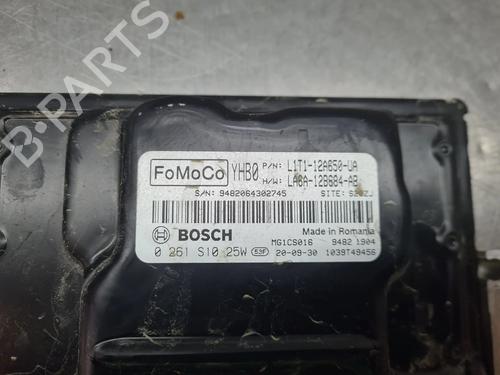 FoMoCo YHB0 P/N: L1T1-12A650-UA
H/W: LA6A-12B684-AB
S/N: 9482064302745 SITE: S20ZJ
BOSCH Made in Romania
MG1CS016 9482 1904
0 261 S10 25W 53F 20-09-30 1039T49456
B-PARTS